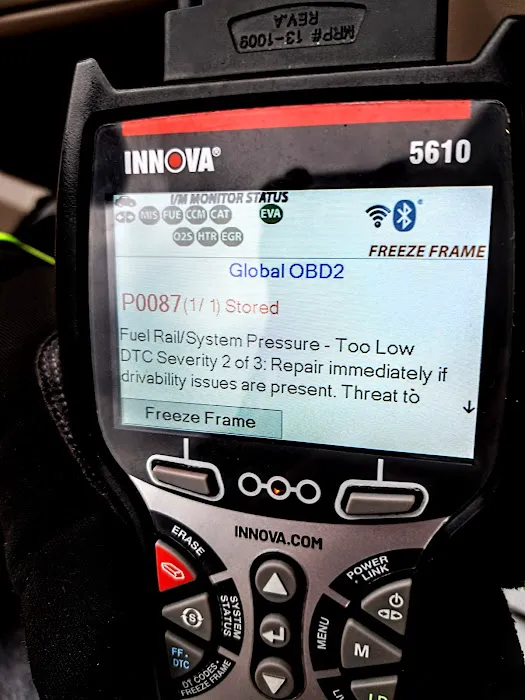 MRP# 13-1009
REV.A
INNOVA®
5610
I/M MONITOR STATUS
MIS FUE CCM CAT EVA
O2S HTR EGR
FREEZE FRAME
Global OBD2
P0087(1/ 1) Stored
Fuel Rail/System Pressure - Too Low
DTC Severity 2 of 3: Repair immediately if
drivability issues are present. Threat to
Freeze Frame
INNOVA.COM
ERASE
POWER
LINK
SYSTEM
STATUS
MENU
FF.
DTC
M
DT CODES-
FREEZE FRAME
LD